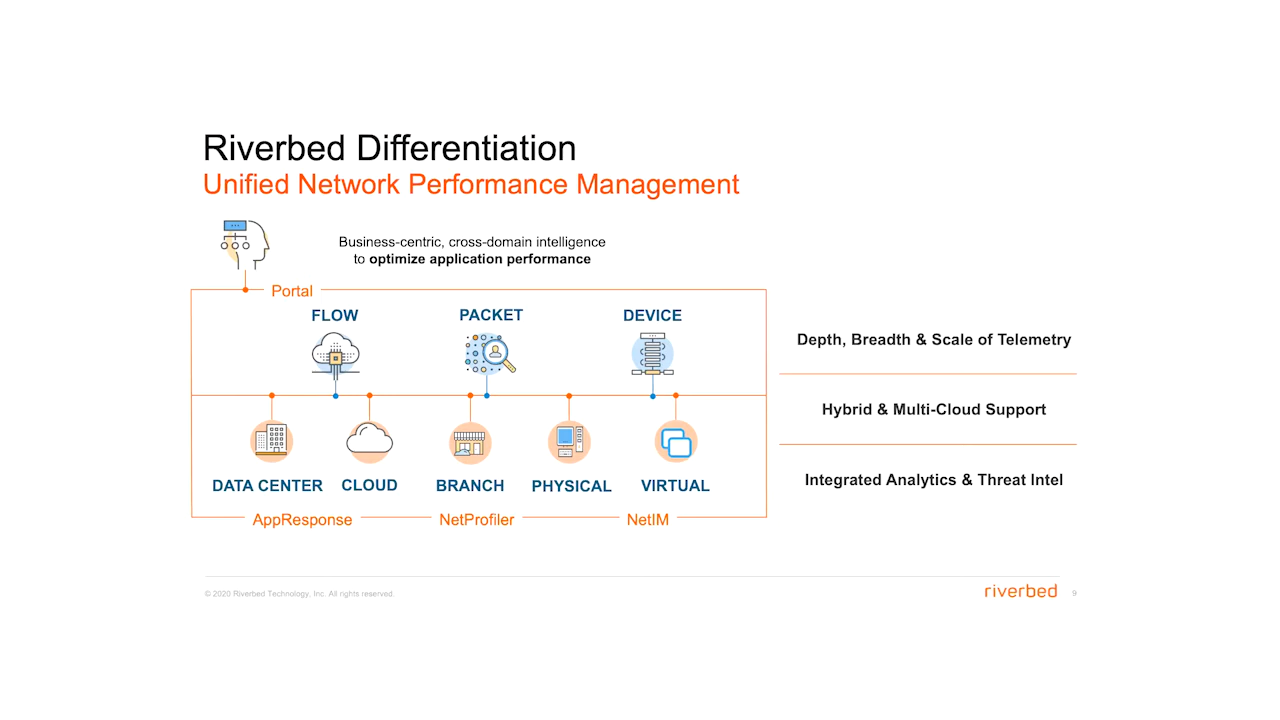 Riverbed Differentiation
Unified Network Performance Management
Business-centric, cross-domain intelligence
to optimize application performance
Portal
FLOW
PACKET
DEVICE
DATA CENTER
CLOUD
BRANCH
PHYSICAL
VIRTUAL
AppResponse
NetProfiler
NetIM
Depth, Breadth & Scale of Telemetry
Hybrid & Multi-Cloud Support
Integrated Analytics & Threat Intel
© 2020 Riverbed Technology, Inc. All rights reserved.
riverbed
9